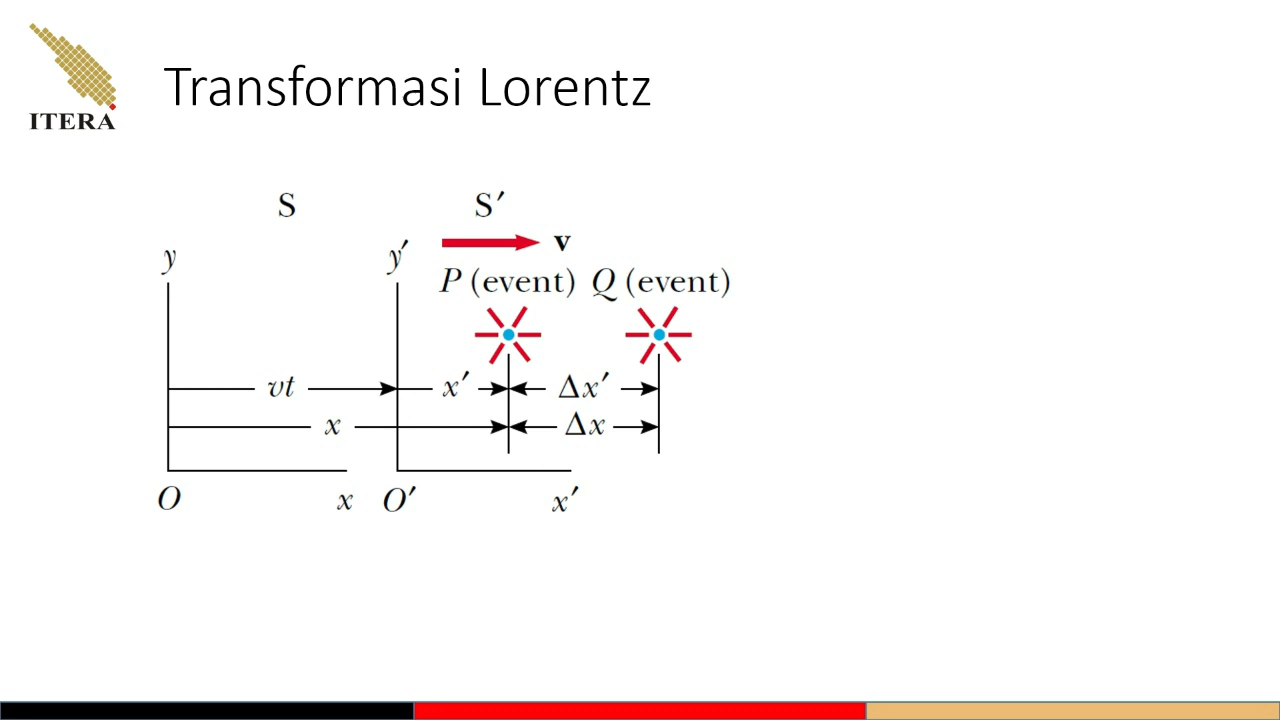 ITERA
Transformasi Lorentz
S S′
v
y y′
P (event) Q (event)
vt x′ Δx′
x Δx
O x O′ x′